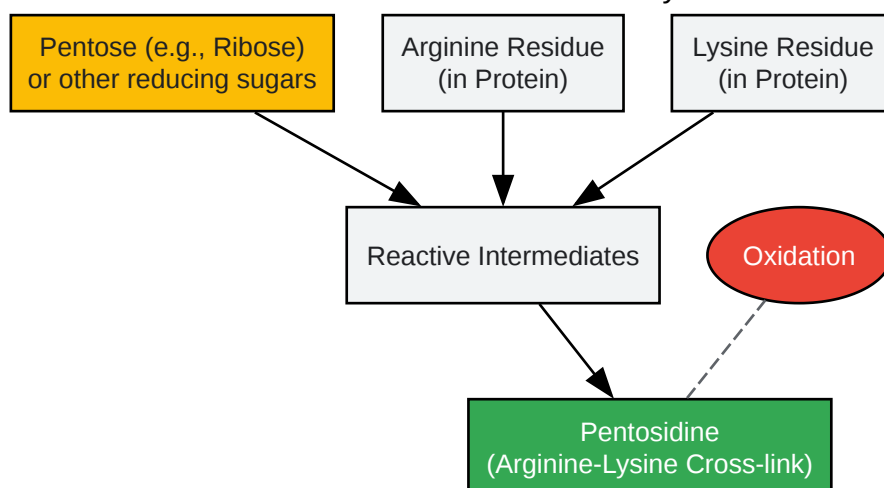 Pentose (e.g., Ribose)
or other reducing sugars
Arginine Residue
(in Protein)
Lysine Residue
(in Protein)
Reactive Intermediates
Oxidation
Pentosidine
(Arginine-Lysine Cross-link)